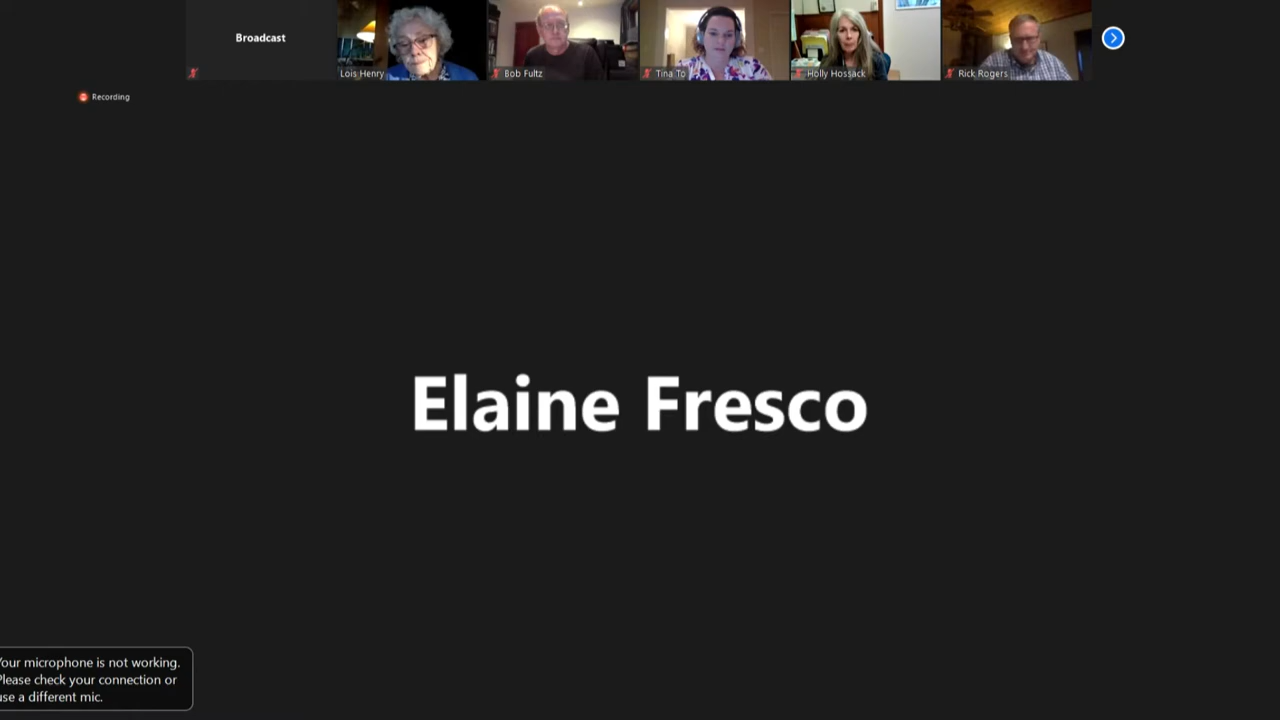 Broadcast
Lois Henry
Bob Fultz
Tina To
Holly Hossack
Rick Rogers
Recording
Elaine Fresco
Your microphone is not working.
Please check your connection or
use a different mic.